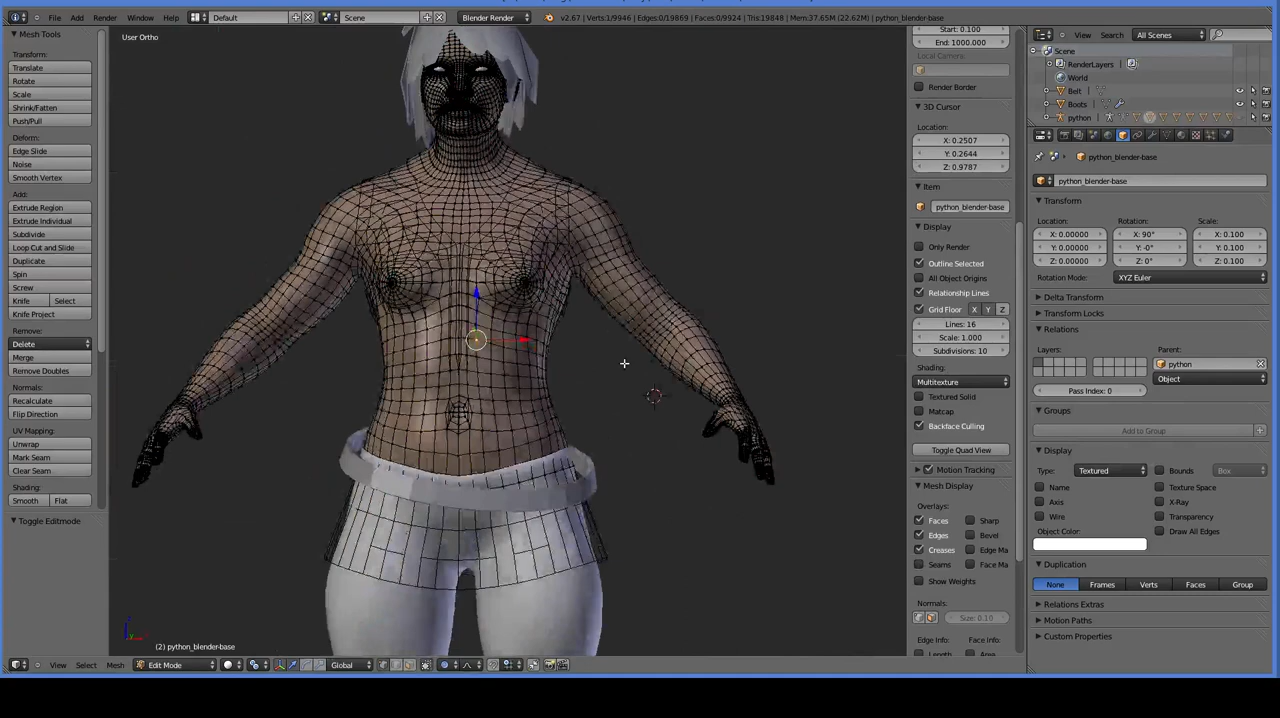 File Add Render Window Help Default Scene Blender Render v2.67 | Verts:1/9946 | Edges:0/19869 | Faces:0/9924 | Tris:19848 | Mem:37.65M (22.62M) | python_blender-base
Mesh Tools
Transform:
Translate
Rotate
Scale
Shrink/Fatten
Push/Pull
Deform:
Edge Slide
Noise
Smooth Vertex
Add:
Extrude Region
Extrude Individual
Subdivide
Loop Cut and Slide
Duplicate
Spin
Screw
Knife Select
Knife Project
Remove:
Delete
Merge
Remove Doubles
Normals:
Recalculate
Flip Direction
UV Mapping:
Unwrap
Mark Seam
Clear Seam
Shading:
Smooth Flat
Toggle Editmode
User Ortho
(2) python_blender-base
View Select Mesh Edit Mode Global
Start: 0.100
End: 1000.000
Local Camera:
Render Border
3D Cursor
Location:
X: 0.2507
Y: 0.2644
Z: 0.9787
Item
python_blender-base
Display
Only Render
Outline Selected
All Object Origins
Relationship Lines
Grid Floor X Y Z
Lines: 16
Scale: 1.000
Subdivisions: 10
Shading:
Multitexture
Textured Solid
Matcap
Backface Culling
Toggle Quad View
Motion Tracking
Mesh Display
Overlays:
Faces Sharp
Edges Bevel
Creases Edge Ma
Seams Face Ma
Show Weights
Normals:
Size: 0.10
Edge Info: Face Info:
Length Area
View Search All Scenes
Scene
RenderLayers
World
Belt
Boots
python
python_blender-base
python_blender-base
Transform
Location: Rotation: Scale:
X: 0.00000 X: 90° X: 0.100
Y: 0.00000 Y: -0° Y: 0.100
Z: 0.00000 Z: 0° Z: 0.100
Rotation Mode: XYZ Euler
Delta Transform
Transform Locks
Relations
Layers: Parent:
python
Object
Pass Index: 0
Groups
Add to Group
Display
Type: Textured Bounds Box
Name Texture Space
Axis X-Ray
Wire Transparency
Object Color: Draw All Edges
Duplication
None Frames Verts Faces Group
Relations Extras
Motion Paths
Custom Properties